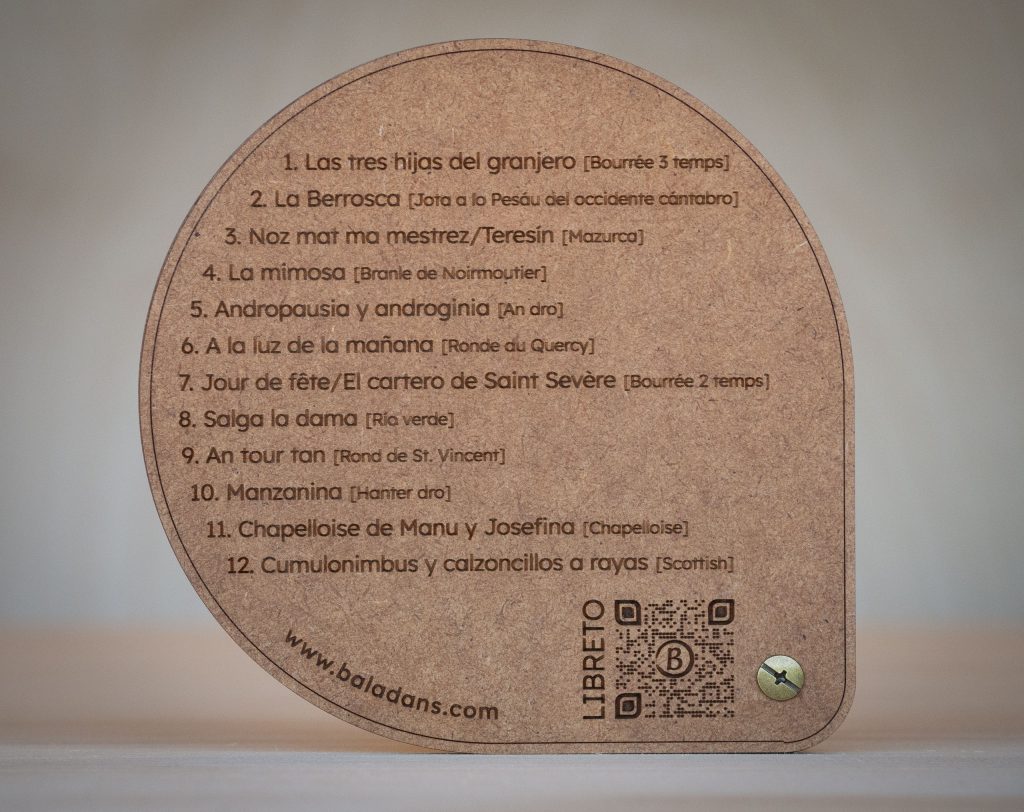 1. Las tres hijas del granjero [Bourrée 3 temps]
2. La Berrosca [Jota a lo Pesáu del occidente cántabro]
3. Noz mat ma mestrez/Teresín [Mazurca]
4. La mimosa [Branle de Noirmoutier]
5. Andropausia y androginia [An dro]
6. A la luz de la mañana [Ronde du Quercy]
7. Jour de fête/El cartero de Saint Sevère [Bourrée 2 temps]
8. Salga la dama [Río verde]
9. An tour tan [Rond de St. Vincent]
10. Manzanina [Hanter dro]
11. Chapelloise de Manu y Josefina [Chapelloise]
12. Cumulonimbus y calzoncillos a rayas [Scottish]
www.baladans.com
LIBRETO
B